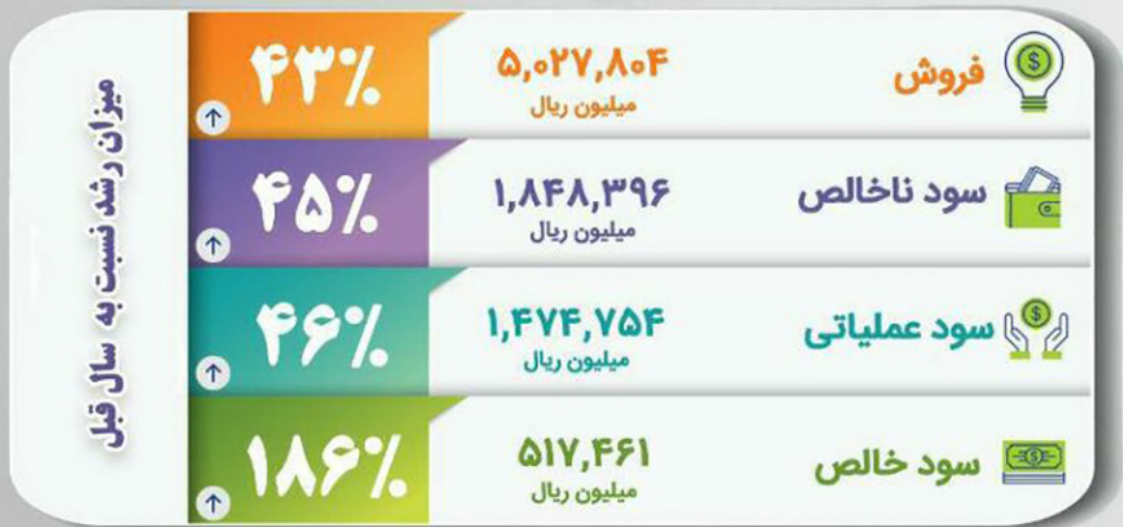 فروش
۵,۰۲۷,۸۰۴
میلیون ریال
۴۳%
سود ناخالص
۱,۸۴۸,۳۹۶
میلیون ریال
۴۵%
سود عملیاتی
۱,۴۷۴,۷۵۴
میلیون ریال
۴۶%
سود خالص
۵۱۷,۴۶۱
میلیون ریال
۱۸۶%
میزان رشد نسبت به سال قبل